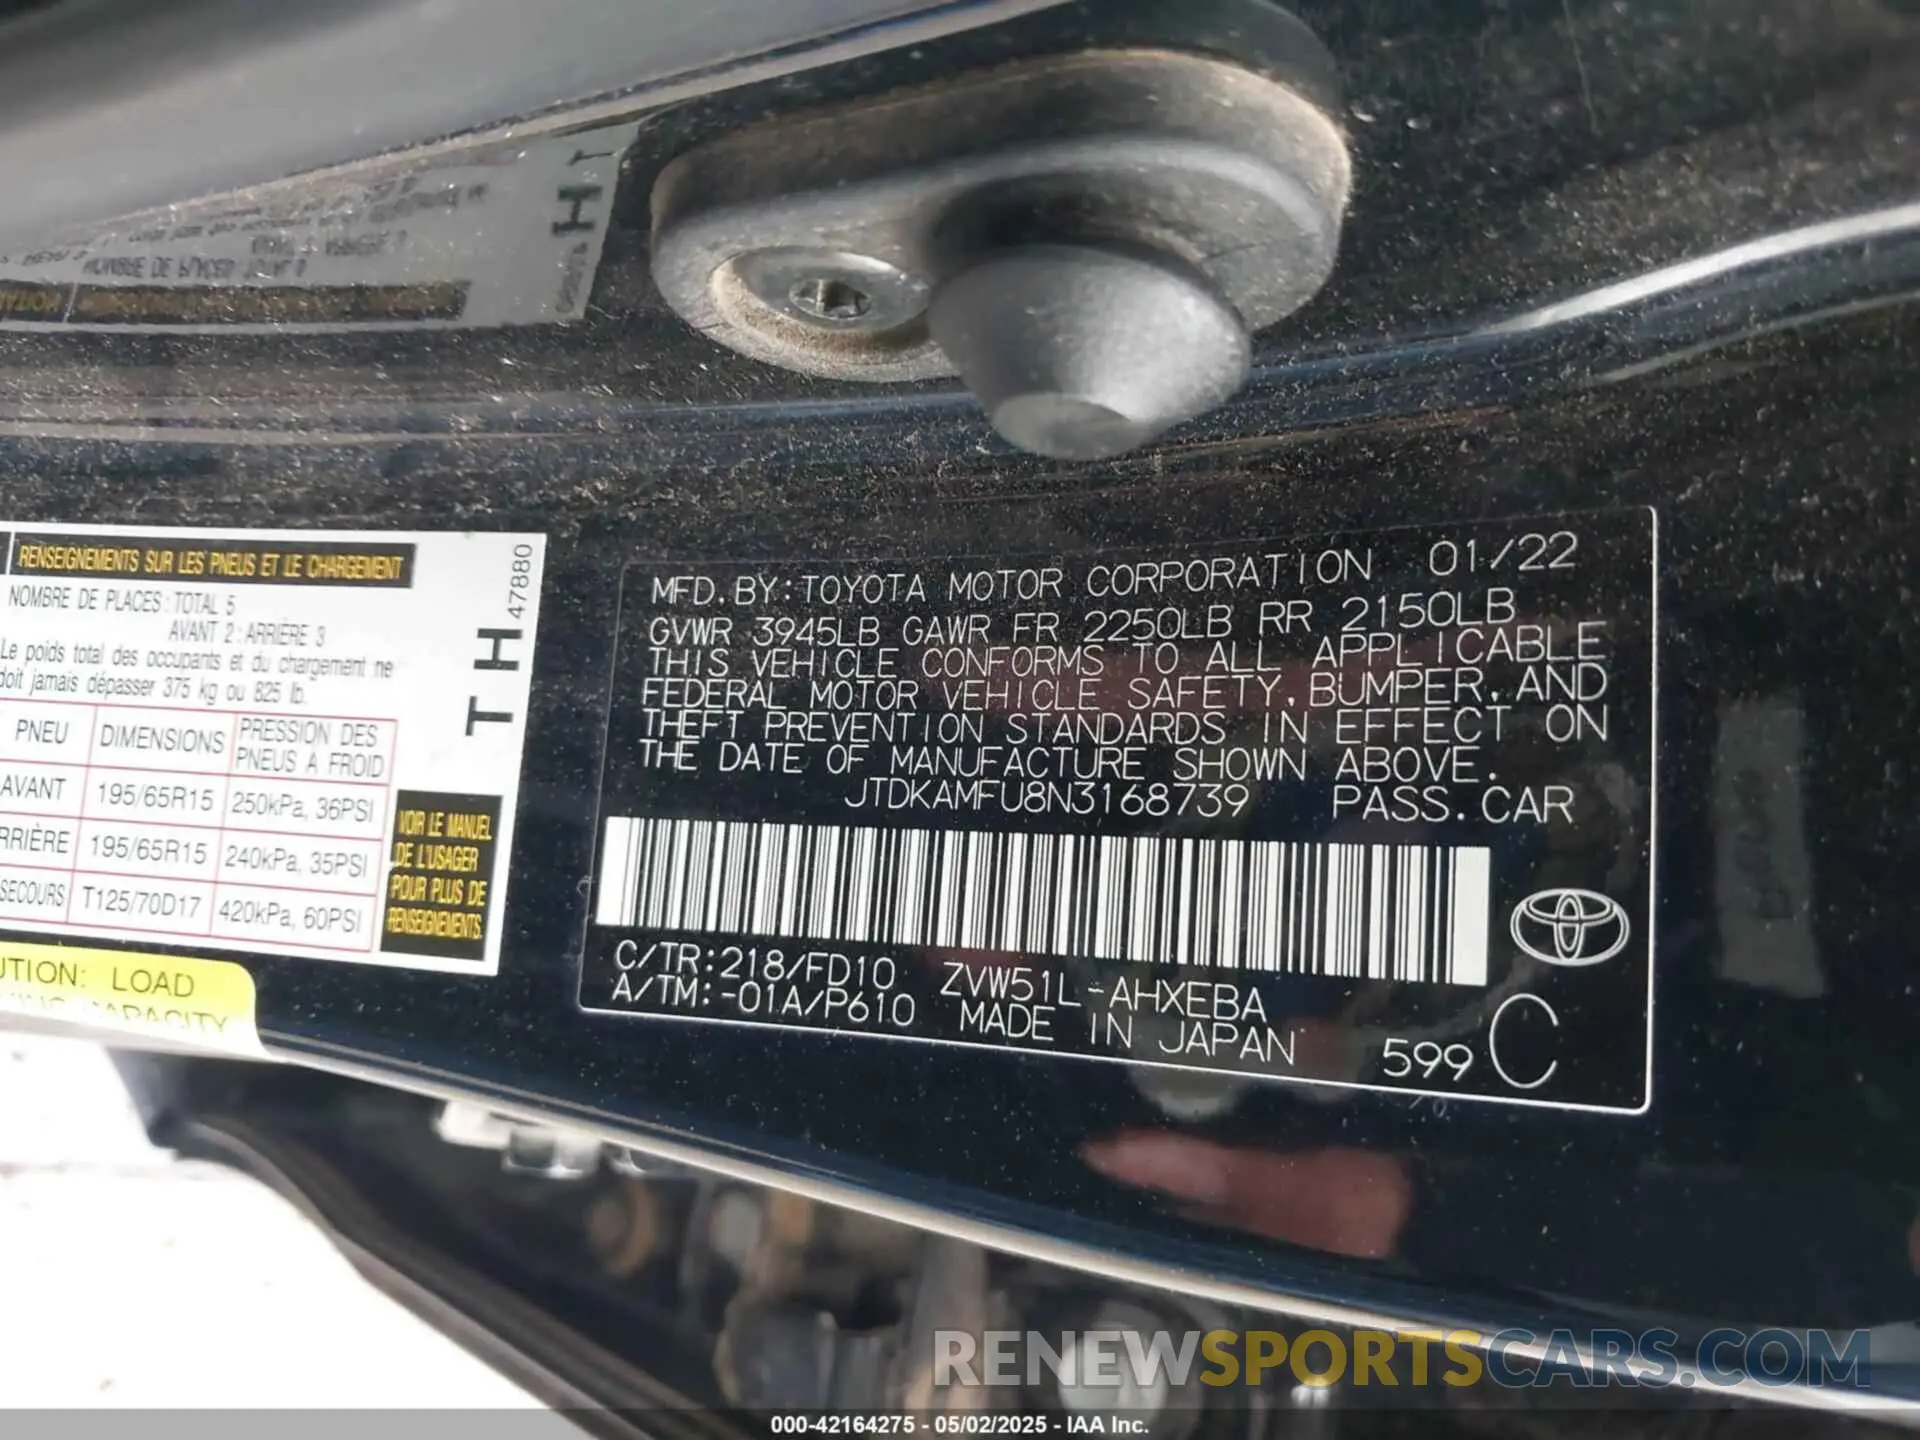 RENSEIGNEMENTS SUR LES PNEUS ET LE CHARGEMENT
NOMBRE DE PLACES : TOTAL 5
AVANT 2 : ARRIÈRE 3
Le poids total des occupants et du chargement ne
doit jamais dépasser 375 kg ou 825 lb.
PNEU DIMENSIONS PRESSION DES PNEUS A FROID
AVANT 195/65R15 250kPa, 36PSI
RRIÈRE 195/65R15 240kPa, 35PSI
SECOURS T125/70D17 420kPa, 60PSI
VOIR LE MANUEL
DE L'USAGER
POUR PLUS DE
RENSEIGNEMENTS.
TH 47880
UTION: LOAD
CAPACITY
MFD. BY: TOYOTA MOTOR CORPORATION 01/22
GVWR 3945LB GAWR FR 2250LB RR 2150LB
THIS VEHICLE CONFORMS TO ALL APPLICABLE
FEDERAL MOTOR VEHICLE SAFETY, BUMPER, AND
THEFT PREVENTION STANDARDS IN EFFECT ON
THE DATE OF MANUFACTURE SHOWN ABOVE.
JTDKAMFU8N3168739 PASS. CAR
C/TR: 218/FD10 ZVW51L-AHXEBA
A/TM: -01A/P610 MADE IN JAPAN
599 C
RENEWSPORTSCARS.COM
000-42164275 - 05/02/2025 - IAA Inc.